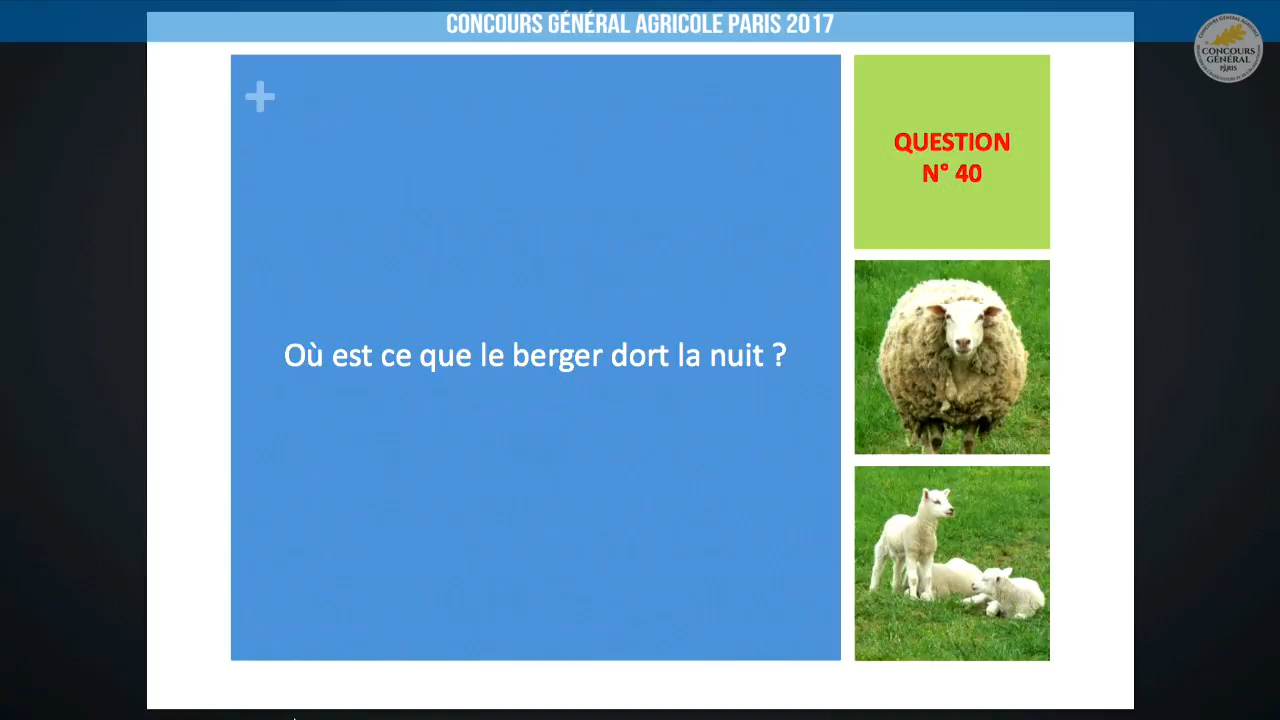 CONCOURS GÉNÉRAL AGRICOLE PARIS 2017
CONCOURS
GÉNÉRAL
PARIS
+
QUESTION
N° 40
Où est ce que le berger dort la nuit ?